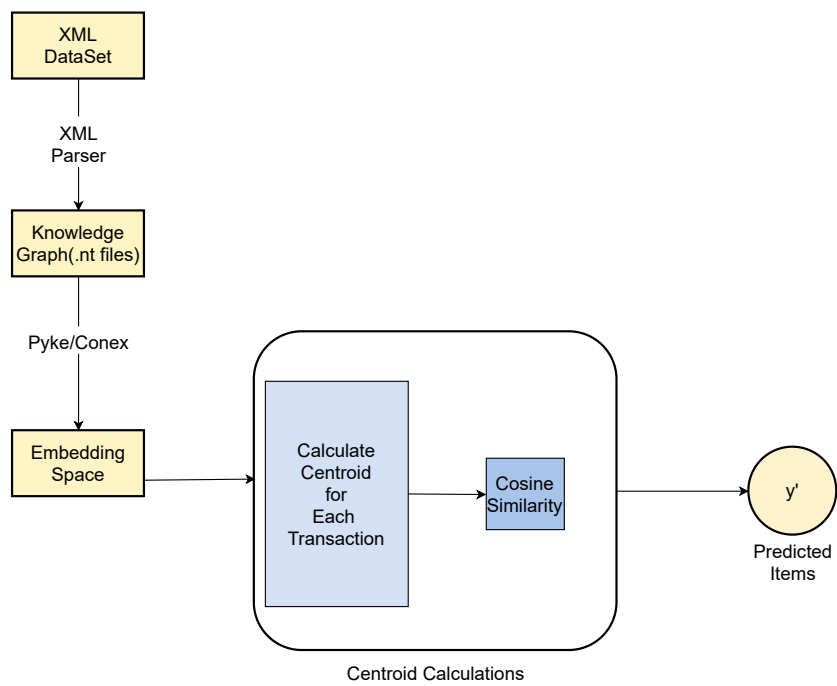 XML
DataSet
XML
Parser
Knowledge
Graph(.nt files)
Pyke/Conex
Embedding
Space
Calculate
Centroid
for
Each
Transaction
Cosine
Similarity
y'
Predicted
Items
Centroid Calculations